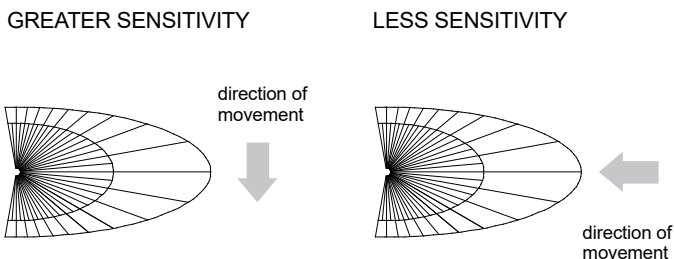 GREATER SENSITIVITY
LESS SENSITIVITY
direction of
movement
direction of
movement